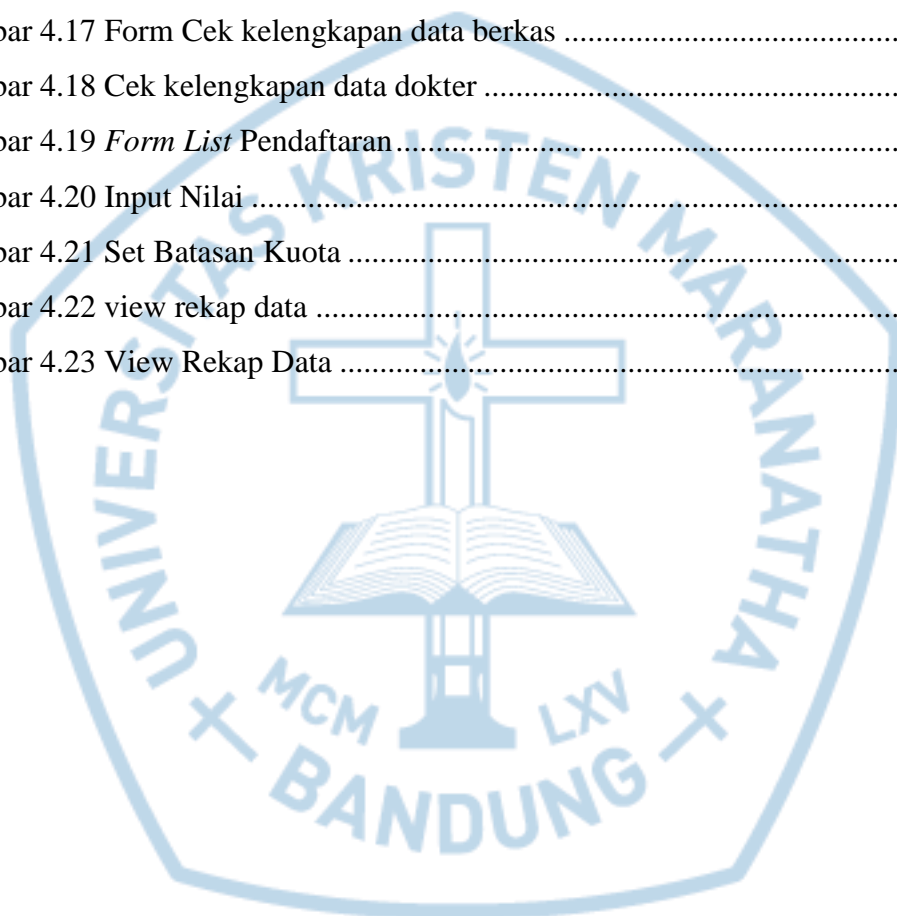 bar 4.17 Form Cek kelengkapan data berkas ..........................................
bar 4.18 Cek kelengkapan data dokter .....................................................
bar 4.19 Form List Pendaftaran ................................................................
bar 4.20 Input Nilai ...................................................................................
bar 4.21 Set Batasan Kuota .......................................................................
bar 4.22 view rekap data ...........................................................................
bar 4.23 View Rekap Data ........................................................................
UNIVERSITAS KRISTEN MARANATHA
MCM LXV
BANDUNG